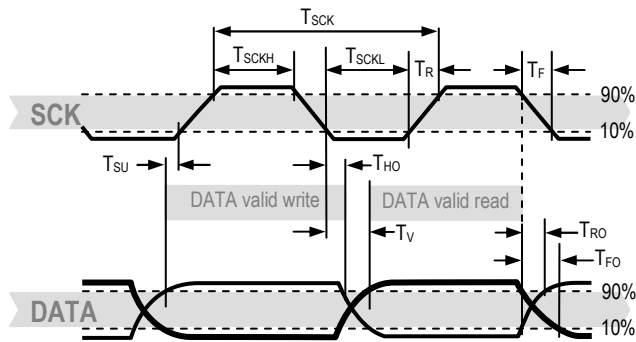 TSCK
TSCKH TSCKL TR TF
90%
SCK
10%
TSU THO
DATA valid write DATA valid read
TV TRO
TFO
90%
DATA
10%